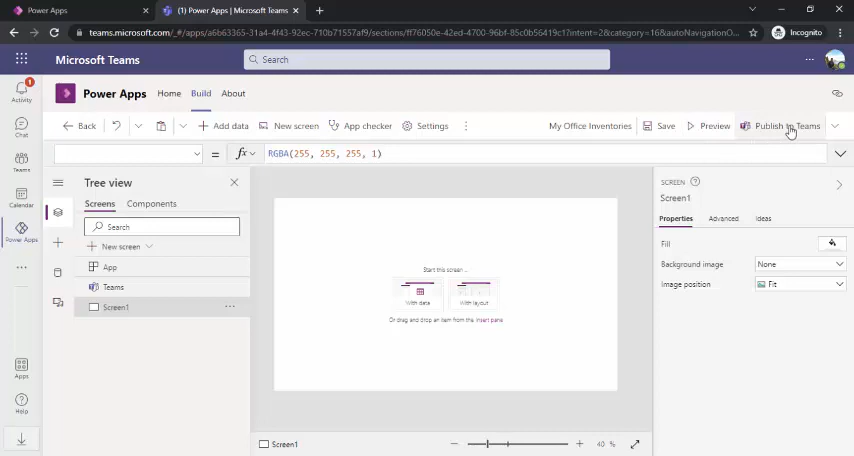 Power Apps
(1) Power Apps | Microsoft Teams
teams.microsoft.com/_#/apps/a6b63365-31a4-4f43-92ec-710b71557af9/sections/ff76050e-42ed-4700-96bf-85c0b56419c1?intent=2&category=16&autoNavigationO...
Incognito
Microsoft Teams
Search
1
Activity
Chat
Teams
Calendar
Power Apps
Apps
Help
Power Apps
Home
Build
About
Back
Add data
New screen
App checker
Settings
My Office Inventories
Save
Preview
Publish to Teams
= fx RGBA(255, 255, 255, 1)
Tree view
Screens
Components
Search
New screen
App
Teams
Screen1
Start this screen ...
With data
With layout
Or drag and drop an item from the Insert pane
Screen1
40 %
SCREEN
Screen1
Properties
Advanced
Ideas
Fill
Background image
None
Image position
Fit